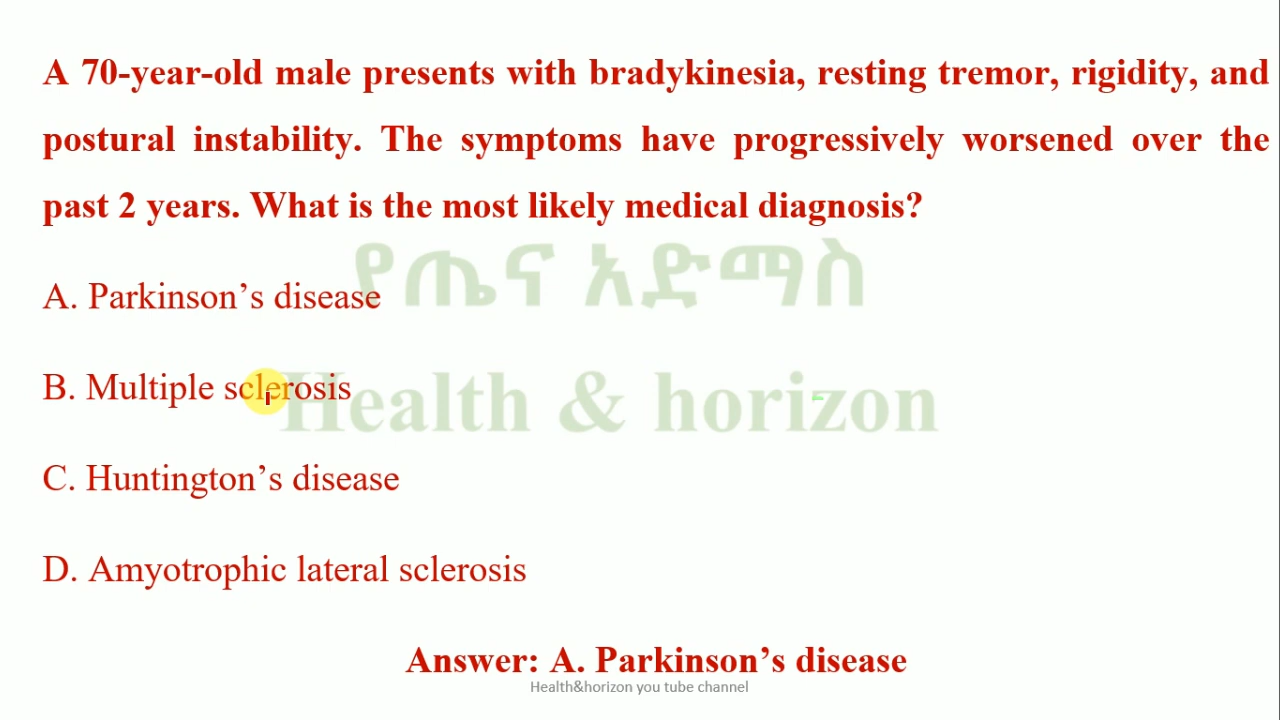 A 70-year-old male presents with bradykinesia, resting tremor, rigidity, and
postural instability. The symptoms have progressively worsened over the
past 2 years. What is the most likely medical diagnosis?
የጤና አድማስ
A. Parkinson’s disease
B. Multiple sclerosis
Health & horizon
C. Huntington’s disease
D. Amyotrophic lateral sclerosis
Answer: A. Parkinson’s disease
Health&horizon you tube channel